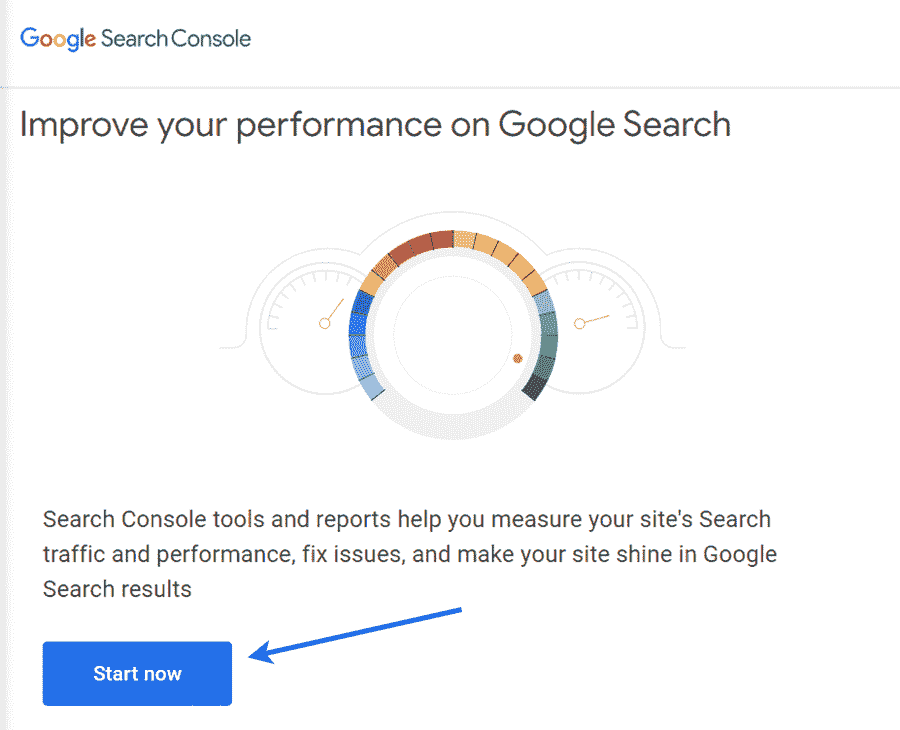 Google Search Console
Improve your performance on Google Search
Search Console tools and reports help you measure your site's Search
traffic and performance, fix issues, and make your site shine in Google
Search results
Start now